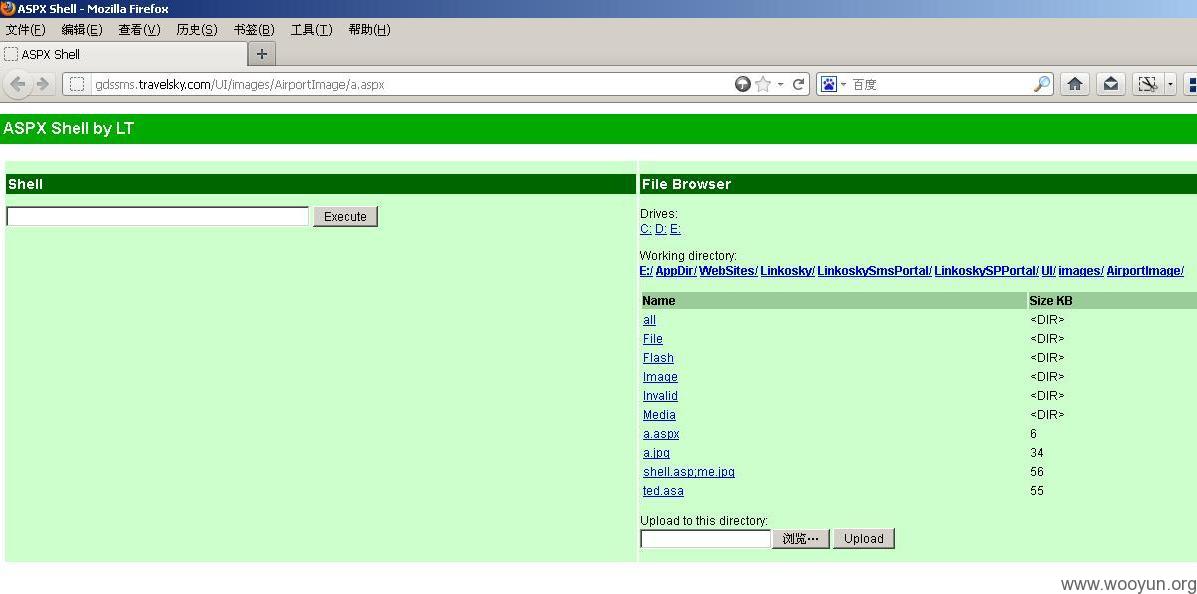 ASPX Shell - Mozilla Firefox
文件(F) 编辑(E) 查看(V) 历史(S) 书签(B) 工具(T) 帮助(H)
ASPX Shell +
gdssms.travelsky.com/UI/images/AirportImage/a.aspx 百度
ASPX Shell by LT
Shell
Execute
File Browser
Drives:
C: D: E:
Working directory:
E:/ AppDir/ WebSites/ Linkosky/ LinkoskySmsPortal/ LinkoskySPPortal/ UI/ images/ AirportImage/
Name Size KB
all <DIR>
File <DIR>
Flash <DIR>
Image <DIR>
Invalid <DIR>
Media <DIR>
a.aspx 6
a.jpg 34
shell.asp;me.jpg 56
ted.asa 55
Upload to this directory:
浏览… Upload
www.wooyun.org